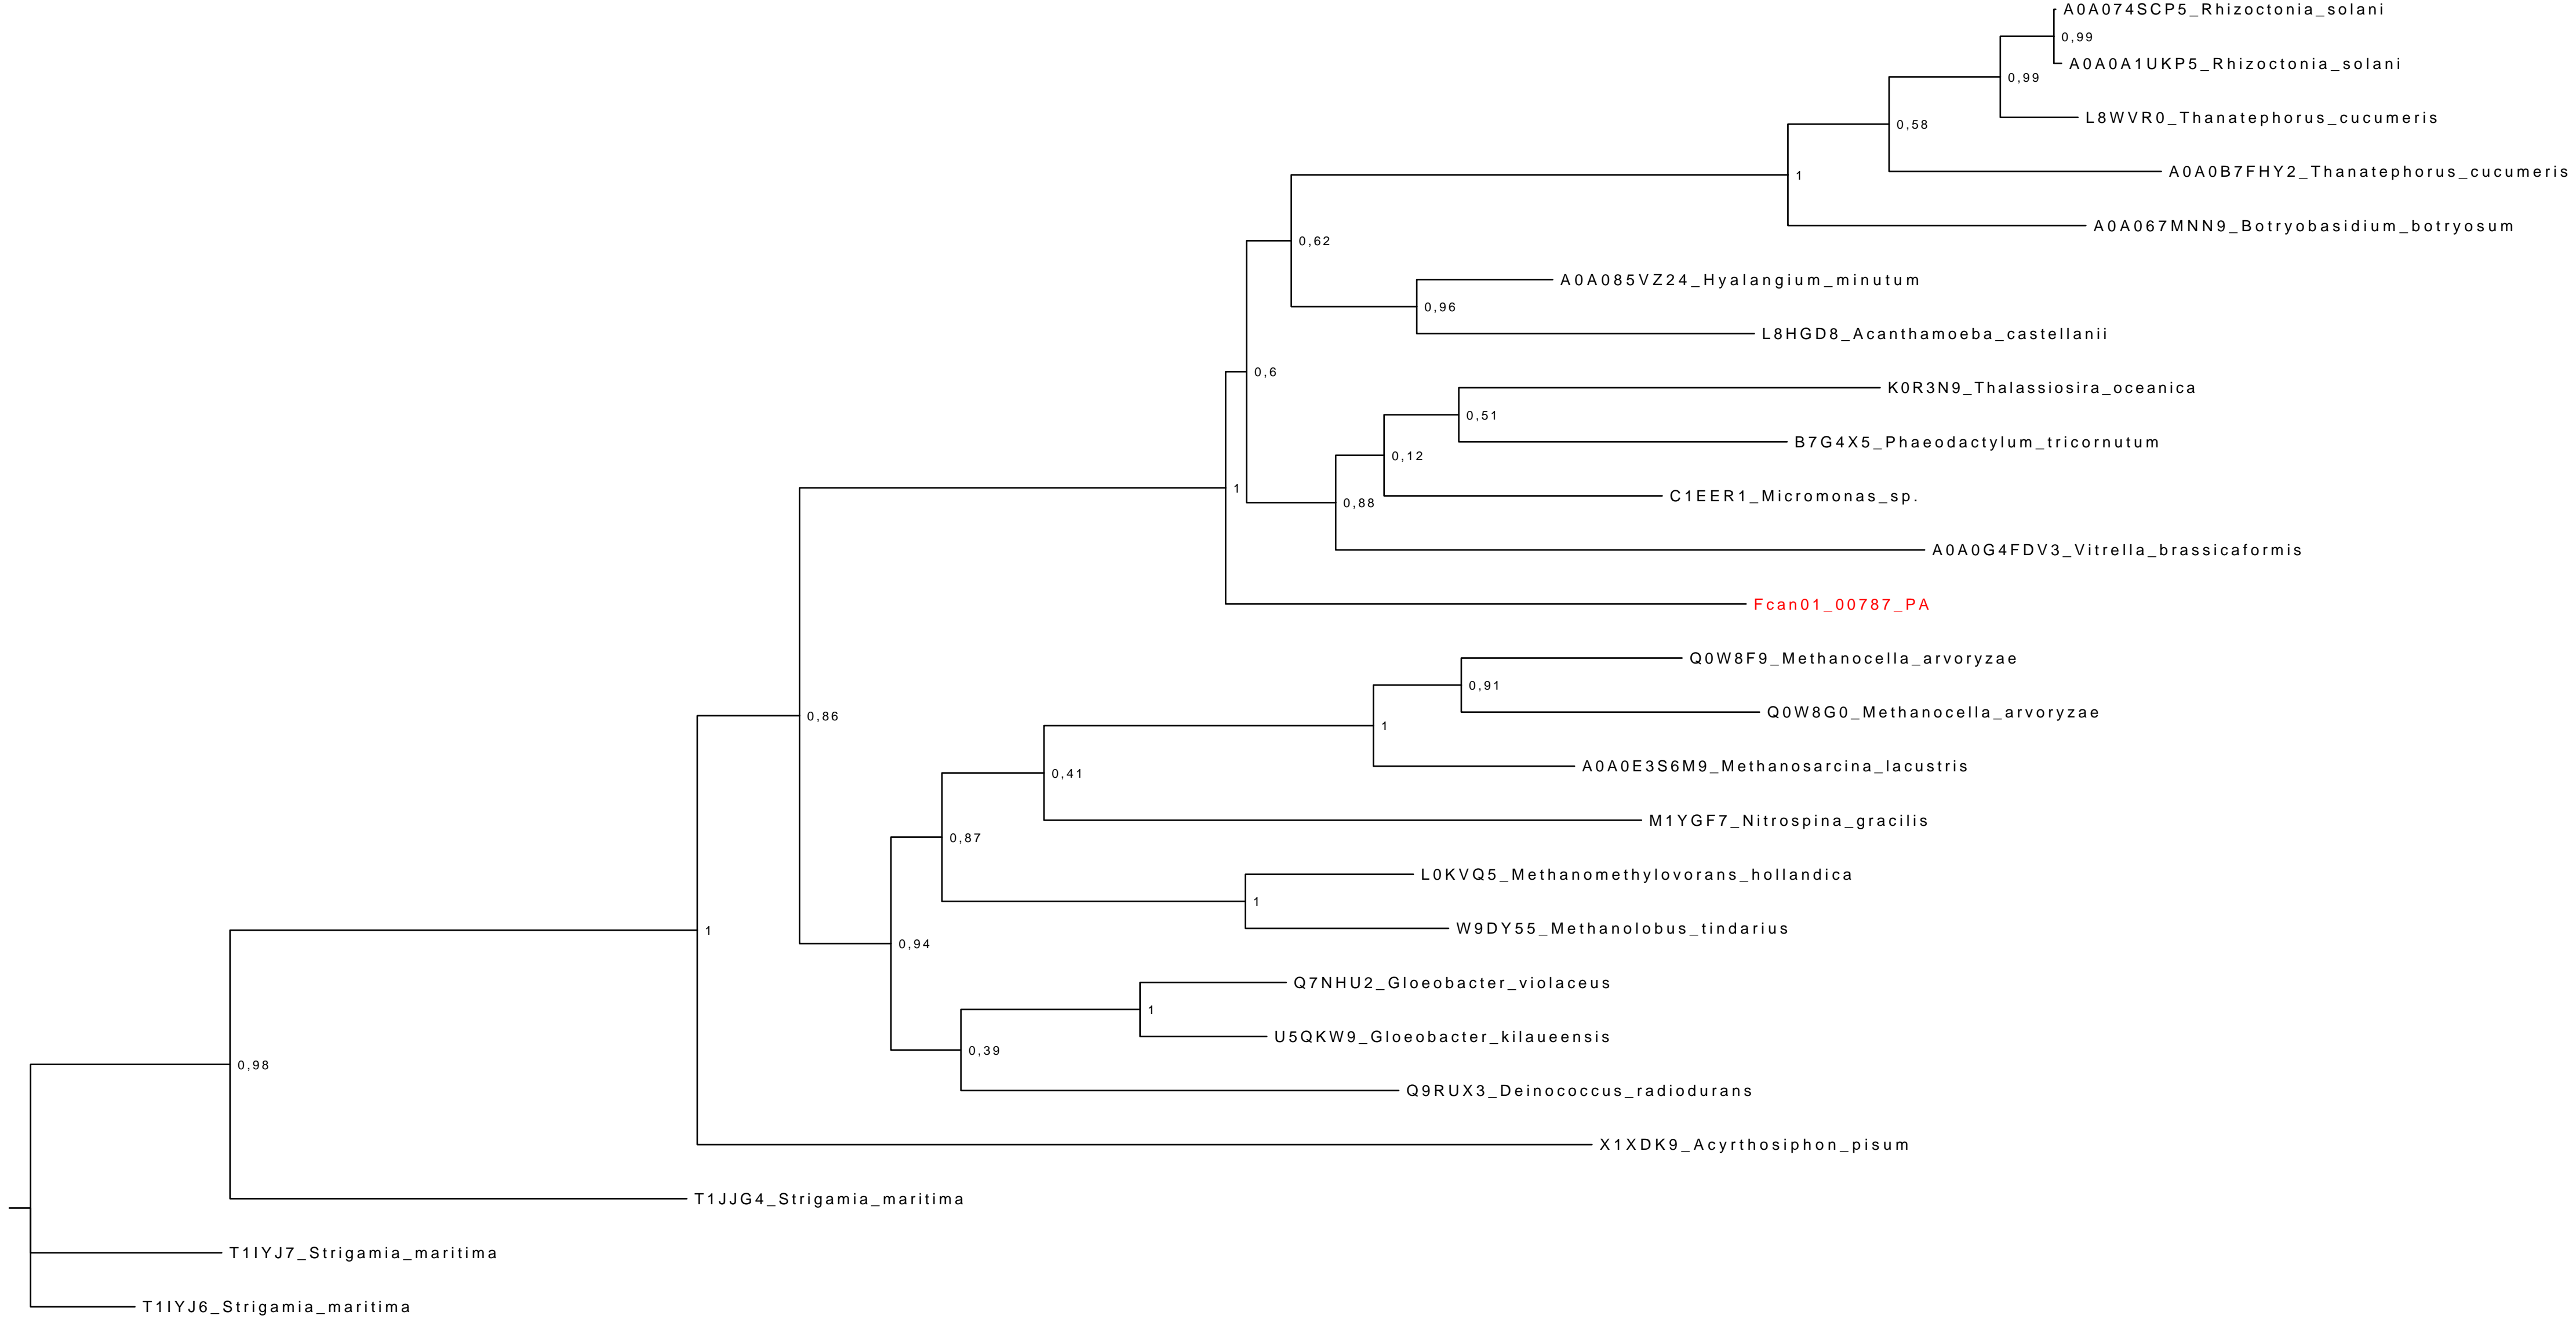 A0A074SCP5_Rhizoctonia_solani
0,99
A0A0A1UKP5_Rhizoctonia_solani
0,99
L8WVR0_Thanatephorus_cucumeris
0,58
A0A0B7FHY2_Thanatephorus_cucumeris
1
A0A067MNN9_Botryobasidium_botryosum
0,62
A0A085VZ24_Hyalangium_minutum
0,96
L8HGD8_Acanthamoeba_castellanii
0,6
K0R3N9_Thalassiosira_oceanica
0,51
B7G4X5_Phaeodactylum_tricornutum
0,12
1
C1EER1_Micromonas_sp.
0,88
A0A0G4FDV3_Vitrella_brassicaformis
Fcan01_00787_PA
Q0W8F9_Methanocella_arvoryzae
0,91
Q0W8G0_Methanocella_arvoryzae
0,86
1
A0A0E3S6M9_Methanosarcina_lacustris
0,41
M1YGF7_Nitrospina_gracilis
0,87
L0KVQ5_Methanomethylovorans_hollandica
1
W9DY55_Methanolobus_tindarius
1
0,94
Q7NHU2_Gloeobacter_violaceus
1
U5QKW9_Gloeobacter_kilaueensis
0,39
0,98
Q9RUX3_Deinococcus_radiodurans
X1XDK9_Acyrthosiphon_pisum
T1JJG4_Strigamia_maritima
T1IYJ7_Strigamia_maritima
T1IYJ6_Strigamia_maritima